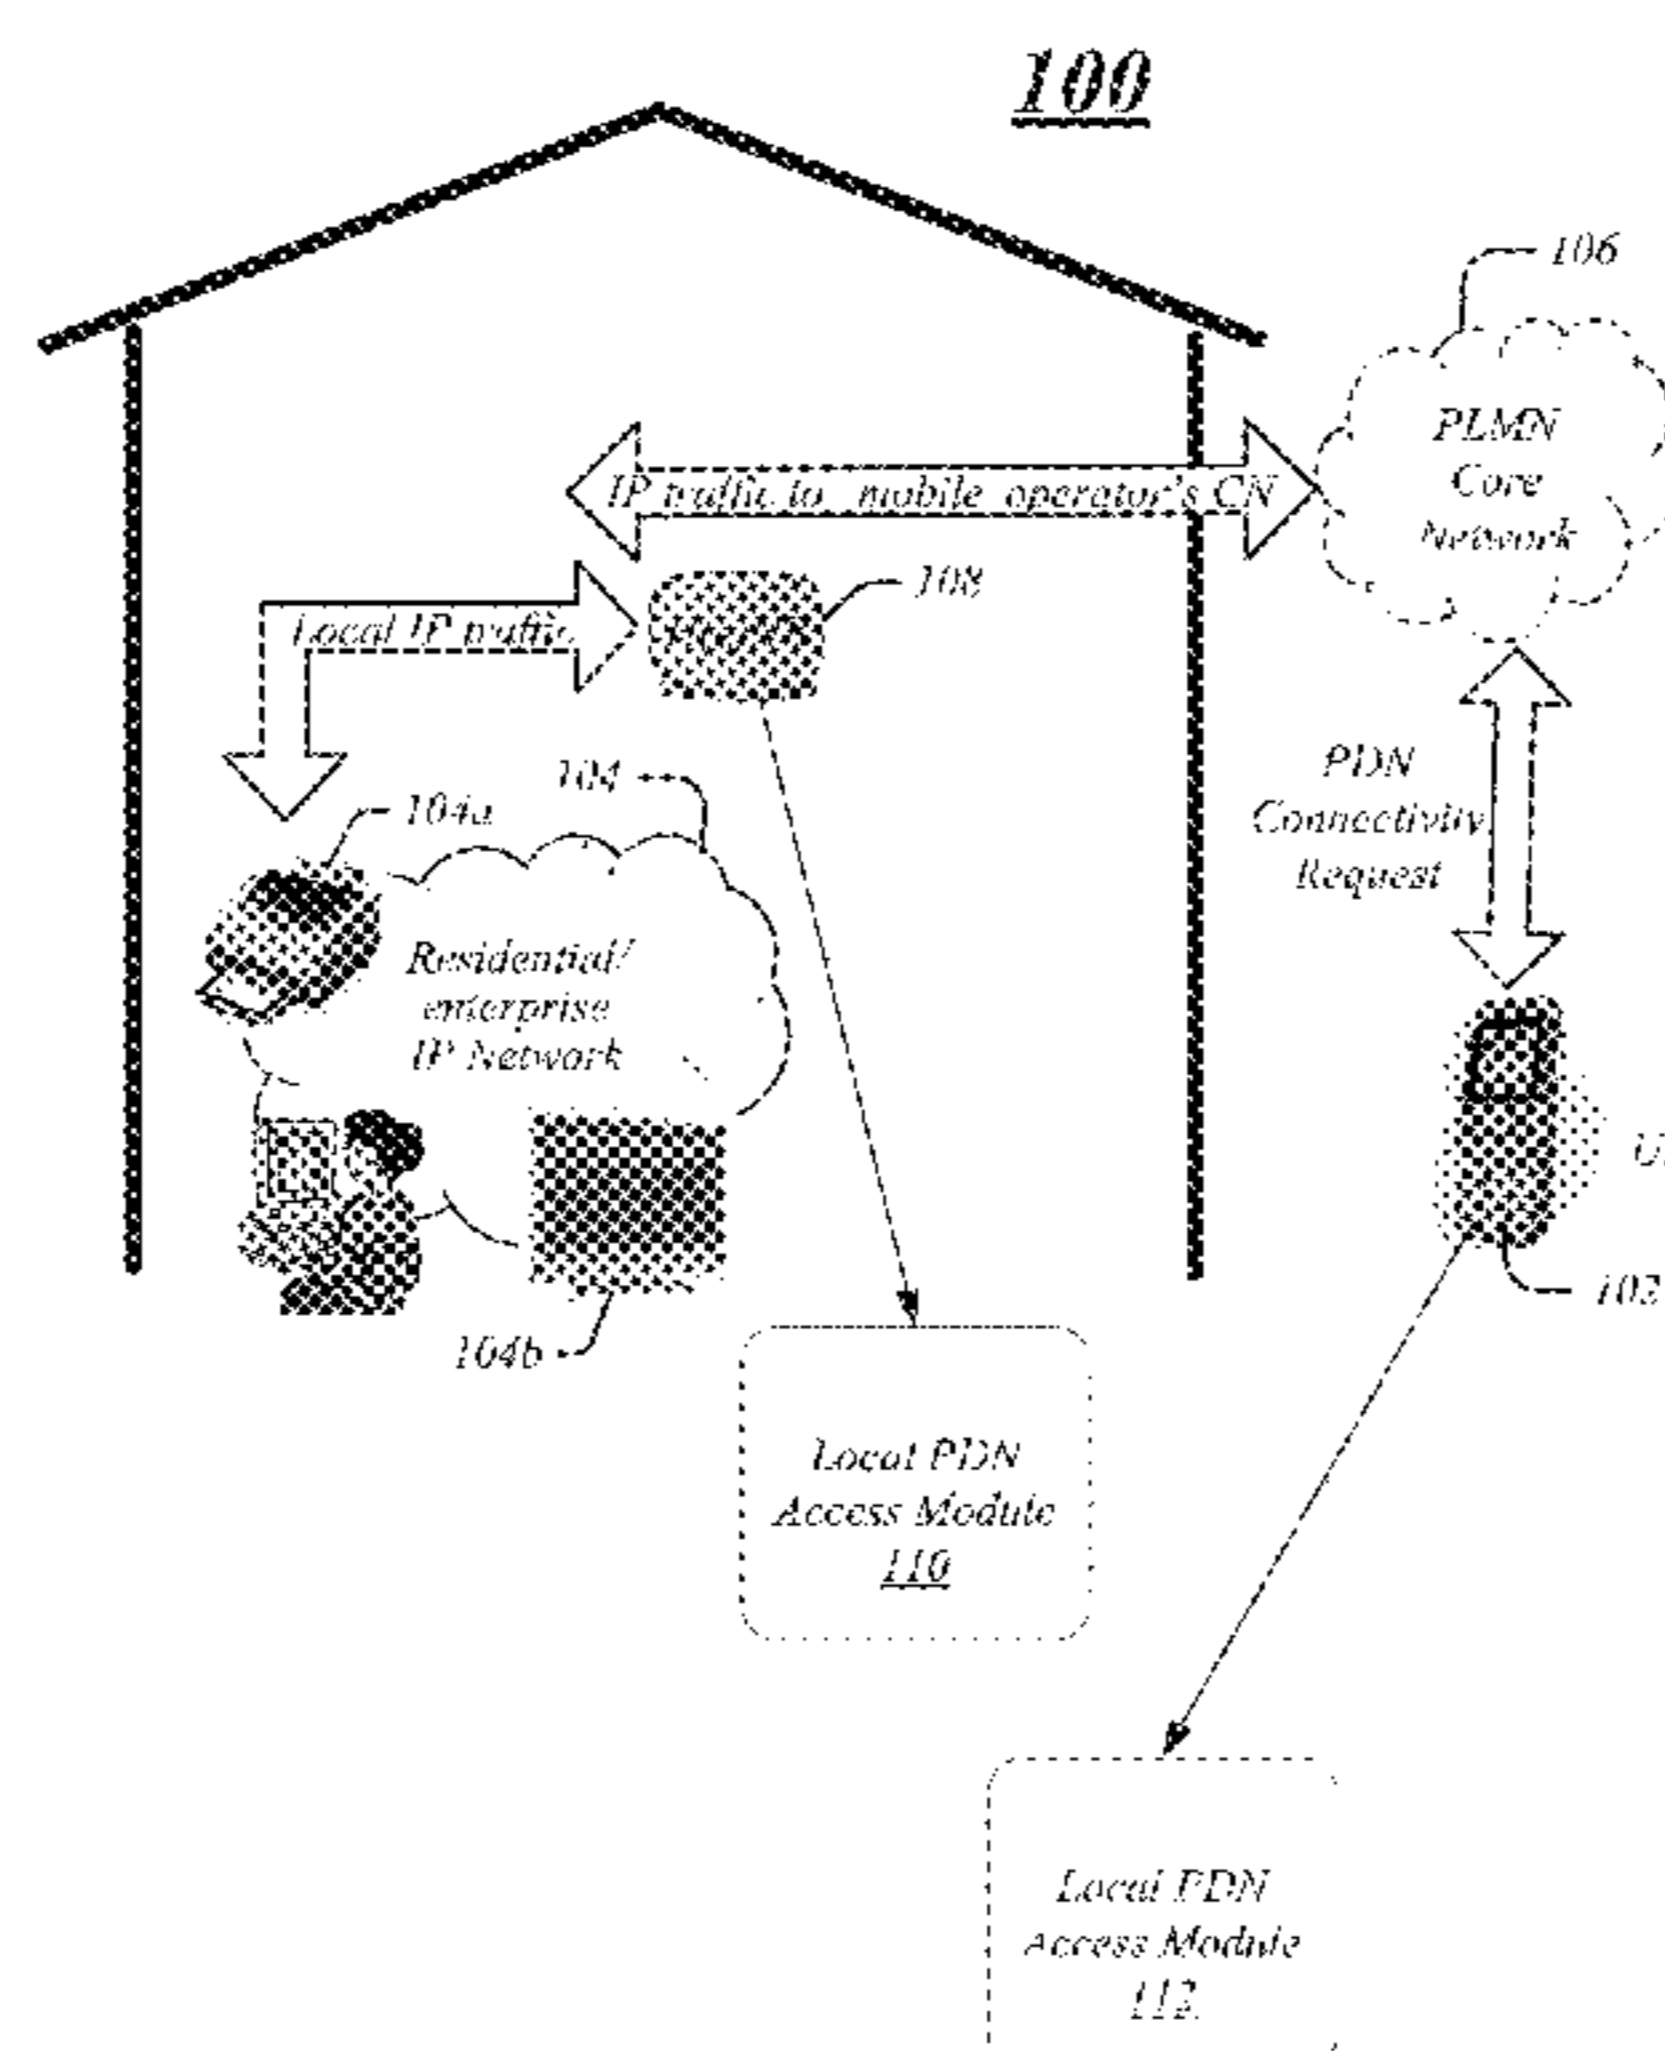 100
106
PLMN
Core
Network
IP traffic to mobile operator's CN
108
Local IP traffic
104
104a
PDN
Connectivity
Request
Residential/
enterprise
IP Network
102
104b
Local PDN
Access Module
110
Local PDN
Access Module
112